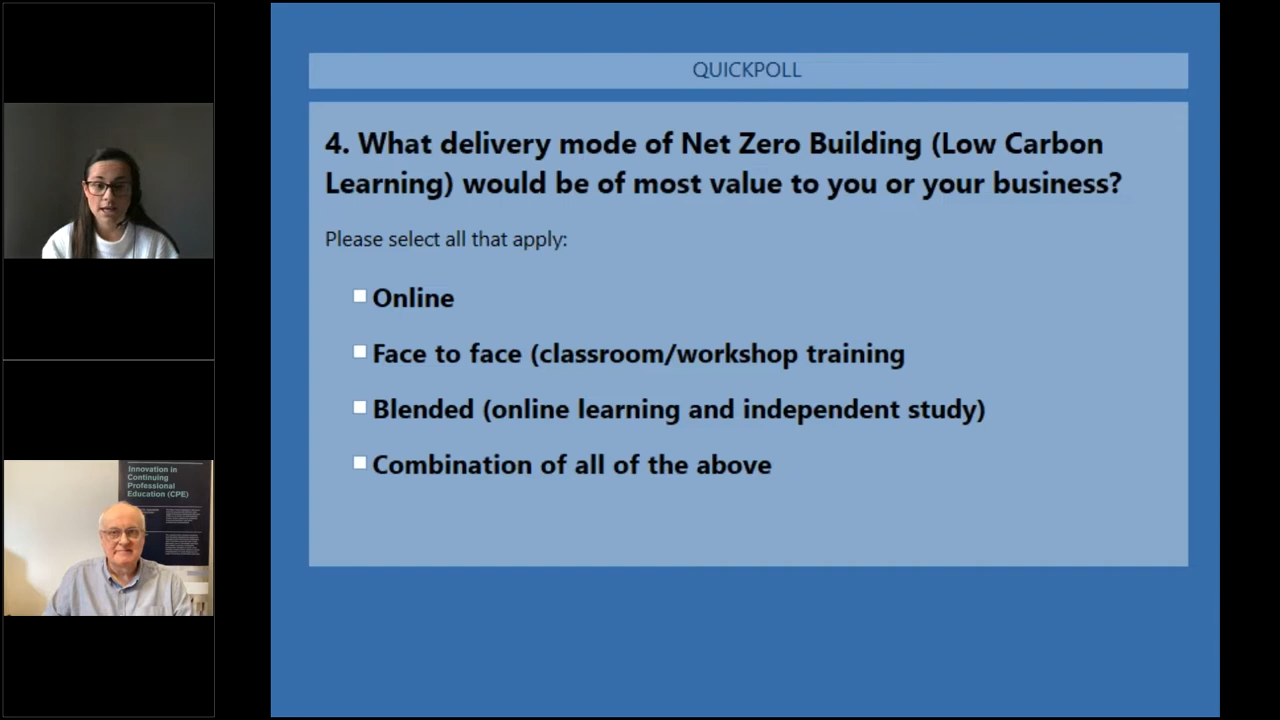 QUICKPOLL
4. What delivery mode of Net Zero Building (Low Carbon
Learning) would be of most value to you or your business?
Please select all that apply:
Online
Face to face (classroom/workshop training
Blended (online learning and independent study)
Combination of all of the above
Innovation in
Continuing
Professional
Education (CPE)